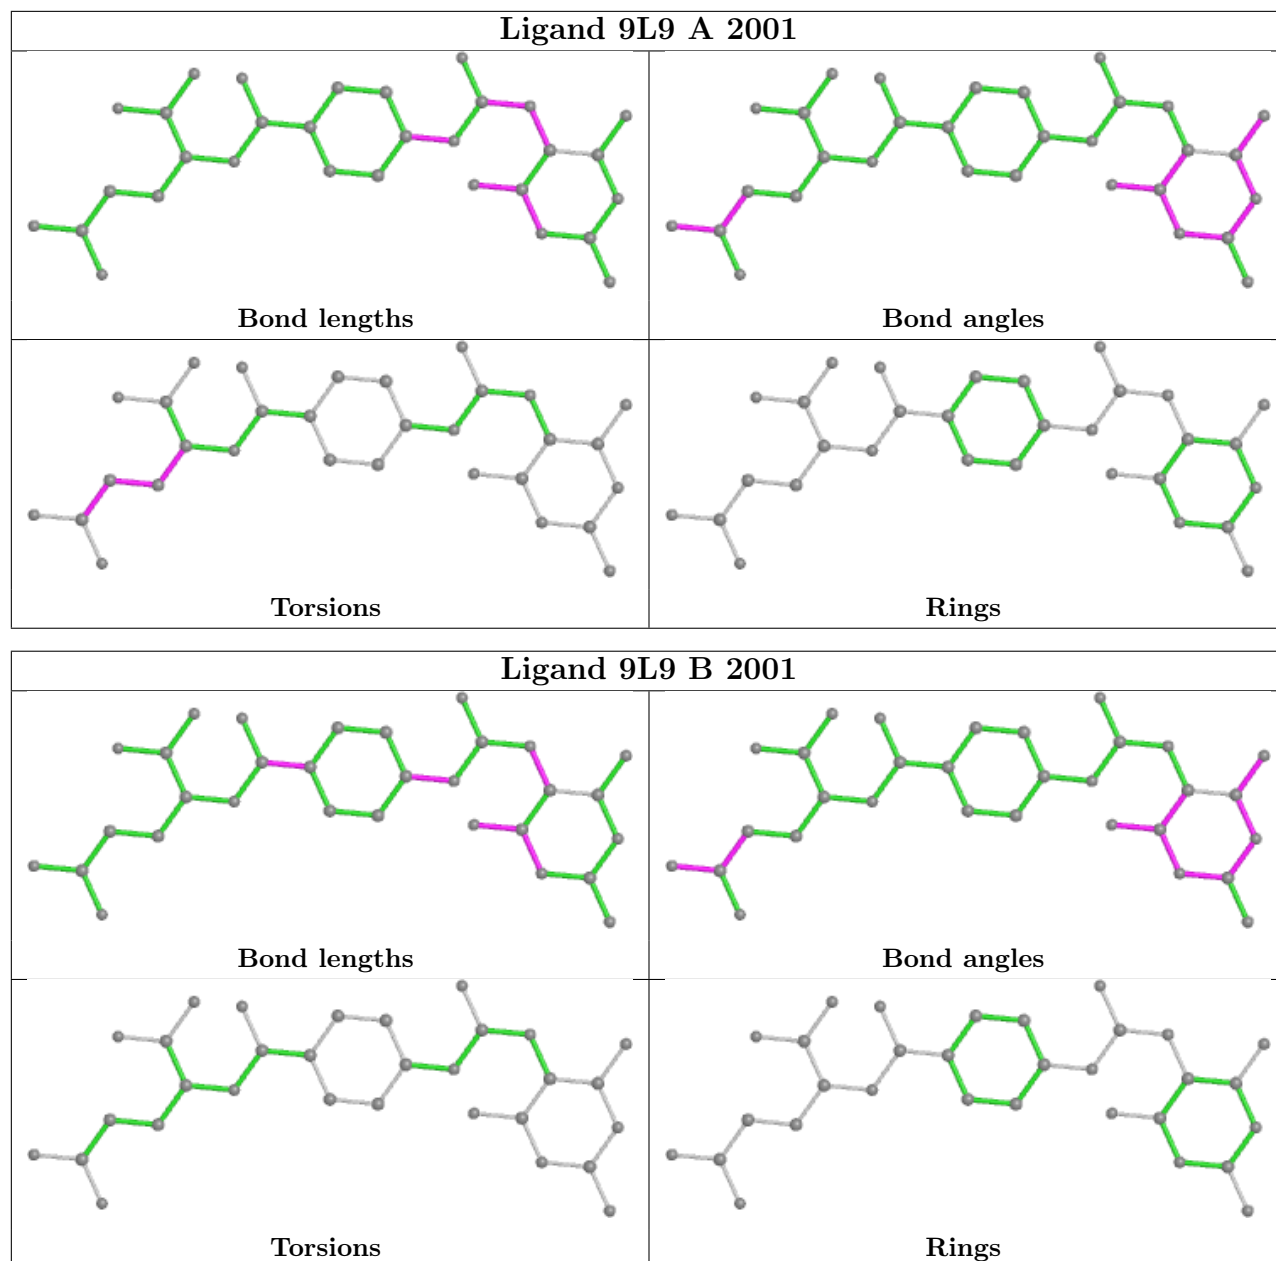 Ligand 9L9 A 2001
Bond lengths
Bond angles
Torsions
Rings
Ligand 9L9 B 2001
Bond lengths
Bond angles
Torsions
Rings